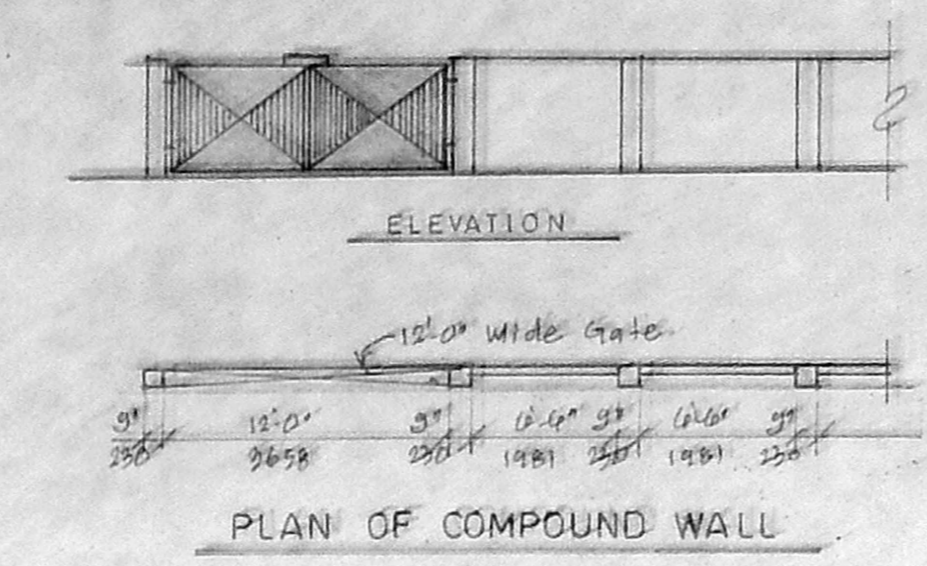 ELEVATION
12'-0" Wide Gate.
9" 12'-0" 9" 6'-6" 9" 6'-6" 9"
230 3658 230 1981 230 1981 230
PLAN OF COMPOUND WALL